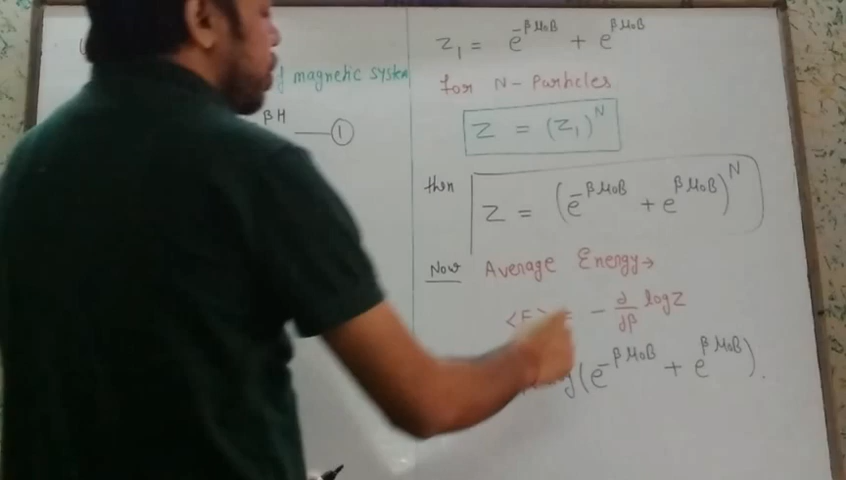 magnetic system
βH —①
Z₁ = e^-βμ₀B + e^βμ₀B
for N-Particles
Z = (Z₁)^N
then Z = (e^-βμ₀B + e^βμ₀B)^N
Now Average Energy→
<E> = - ∂/∂β log Z
(e^-βμ₀B + e^βμ₀B).